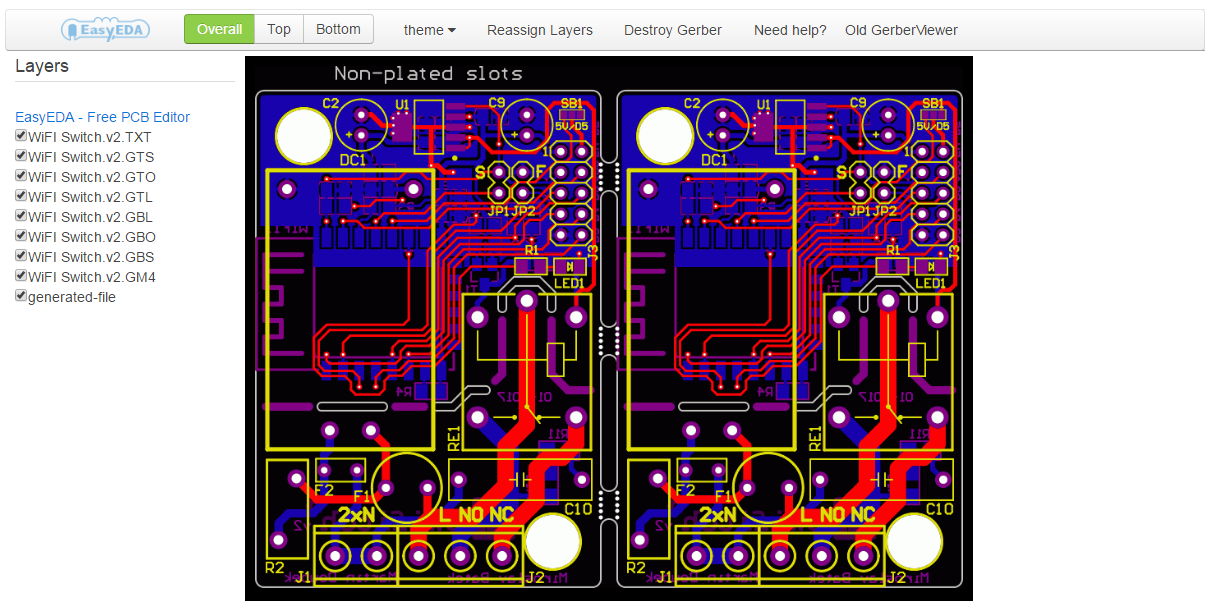 EasyEDA Overall Top Bottom theme Reassign Layers Destroy Gerber Need help? Old GerberViewer
Layers
EasyEDA - Free PCB Editor
WiFI Switch.v2.TXT
WiFI Switch.v2.GTS
WiFI Switch.v2.GTO
WiFI Switch.v2.GTL
WiFI Switch.v2.GBL
WiFI Switch.v2.GBO
WiFI Switch.v2.GBS
WiFI Switch.v2.GM4
generated-file
Non-plated slots
C2 U1 C9 SB1 C2 U1 C9 SB1
5V/D5 5V/D5
DC1 1 DC1 1
S F S F
JP1 JP2 JP1 JP2
R1 J3 R1 J3
LED1 LED1
R4 R4
RE1 R11 RE1 R11
F2 F1 F2 F1
C10 C10
2xN L NO NC 2xN L NO NC
R2 J1 J2 R2 J1 J2